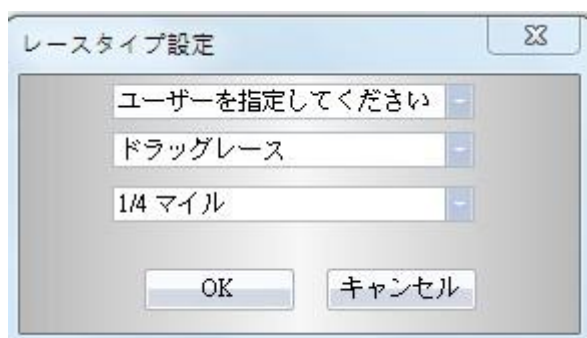 レースタイプ設定
ユーザーを指定してください
ドラッグレース
1/4 マイル
OK
キャンセル